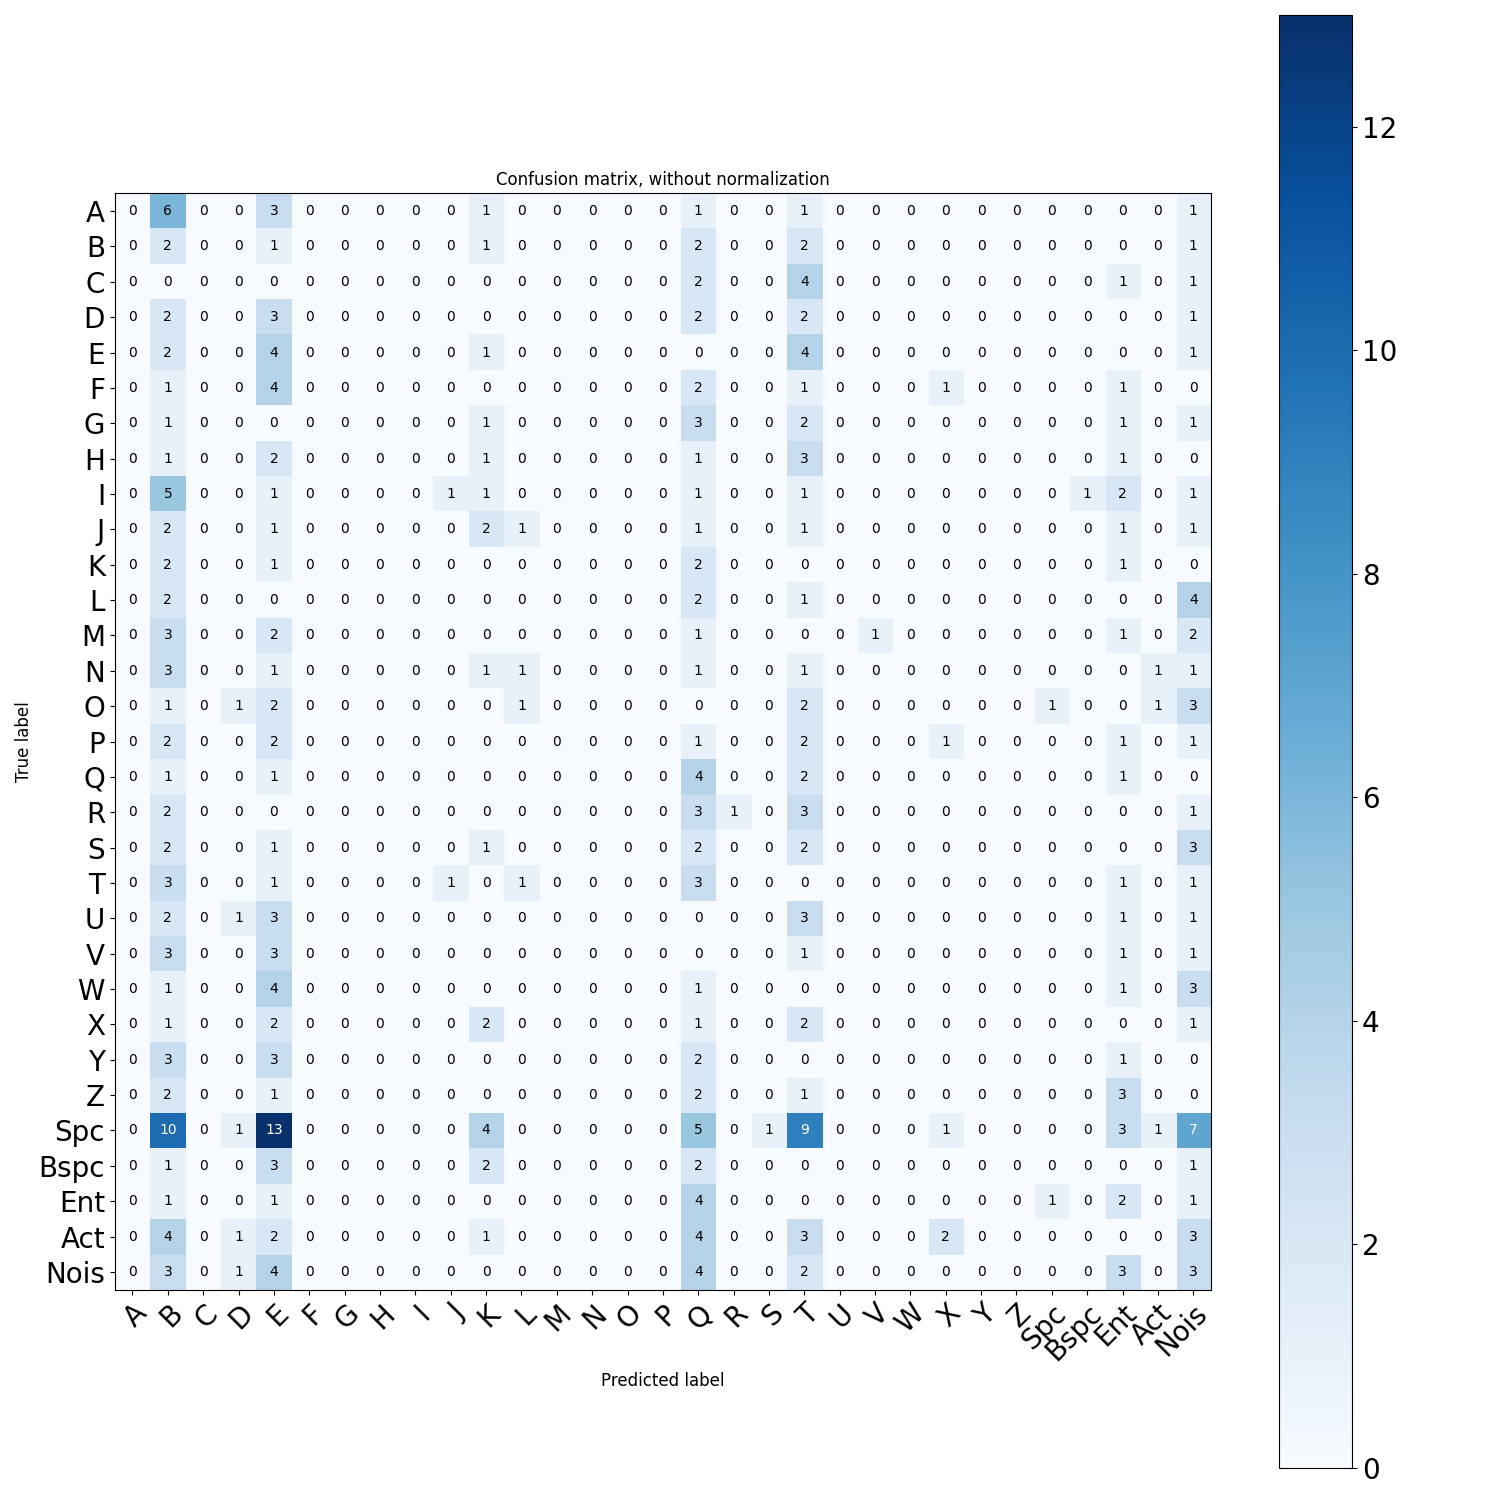 Confusion matrix, without normalization
True label
A 0 6 0 0 3 0 0 0 0 0 1 0 0 0 0 0 1 0 0 1 0 0 0 0 0 0 0 0 0 0 1
B 0 2 0 0 1 0 0 0 0 0 1 0 0 0 0 0 2 0 0 2 0 0 0 0 0 0 0 0 0 0 1
C 0 0 0 0 0 0 0 0 0 0 0 0 0 0 0 0 2 0 0 4 0 0 0 0 0 0 0 0 1 0 1
D 0 2 0 0 3 0 0 0 0 0 0 0 0 0 0 0 2 0 0 2 0 0 0 0 0 0 0 0 0 0 1
E 0 2 0 0 4 0 0 0 0 0 1 0 0 0 0 0 0 0 0 4 0 0 0 0 0 0 0 0 0 0 1
F 0 1 0 0 4 0 0 0 0 0 0 0 0 0 0 0 2 0 0 1 0 0 0 1 0 0 0 0 1 0 0
G 0 1 0 0 0 0 0 0 0 0 1 0 0 0 0 0 3 0 0 2 0 0 0 0 0 0 0 0 1 0 1
H 0 1 0 0 2 0 0 0 0 0 1 0 0 0 0 0 1 0 0 3 0 0 0 0 0 0 0 0 1 0 0
I 0 5 0 0 1 0 0 0 0 1 1 0 0 0 0 0 1 0 0 1 0 0 0 0 0 0 0 1 2 0 1
J 0 2 0 0 1 0 0 0 0 0 2 1 0 0 0 0 1 0 0 1 0 0 0 0 0 0 0 0 1 0 1
K 0 2 0 0 1 0 0 0 0 0 0 0 0 0 0 0 2 0 0 0 0 0 0 0 0 0 0 0 1 0 0
L 0 2 0 0 0 0 0 0 0 0 0 0 0 0 0 0 2 0 0 1 0 0 0 0 0 0 0 0 0 0 4
M 0 3 0 0 2 0 0 0 0 0 0 0 0 0 0 0 1 0 0 0 0 1 0 0 0 0 0 0 1 0 2
N 0 3 0 0 1 0 0 0 0 0 1 1 0 0 0 0 1 0 0 1 0 0 0 0 0 0 0 0 0 1 1
O 0 1 0 1 2 0 0 0 0 0 0 1 0 0 0 0 0 0 0 2 0 0 0 0 0 0 1 0 0 1 3
P 0 2 0 0 2 0 0 0 0 0 0 0 0 0 0 0 1 0 0 2 0 0 0 1 0 0 0 0 1 0 1
Q 0 1 0 0 1 0 0 0 0 0 0 0 0 0 0 0 4 0 0 2 0 0 0 0 0 0 0 0 1 0 0
R 0 2 0 0 0 0 0 0 0 0 0 0 0 0 0 0 3 1 0 3 0 0 0 0 0 0 0 0 0 0 1
S 0 2 0 0 1 0 0 0 0 0 1 0 0 0 0 0 2 0 0 2 0 0 0 0 0 0 0 0 0 0 3
T 0 3 0 0 1 0 0 0 0 1 0 1 0 0 0 0 3 0 0 0 0 0 0 0 0 0 0 0 1 0 1
U 0 2 0 1 3 0 0 0 0 0 0 0 0 0 0 0 0 0 0 3 0 0 0 0 0 0 0 0 1 0 1
V 0 3 0 0 3 0 0 0 0 0 0 0 0 0 0 0 0 0 0 1 0 0 0 0 0 0 0 0 1 0 1
W 0 1 0 0 4 0 0 0 0 0 0 0 0 0 0 0 1 0 0 0 0 0 0 0 0 0 0 0 1 0 3
X 0 1 0 0 2 0 0 0 0 0 2 0 0 0 0 0 1 0 0 2 0 0 0 0 0 0 0 0 0 0 1
Y 0 3 0 0 3 0 0 0 0 0 0 0 0 0 0 0 2 0 0 0 0 0 0 0 0 0 0 0 1 0 0
Z 0 2 0 0 1 0 0 0 0 0 0 0 0 0 0 0 2 0 0 1 0 0 0 0 0 0 0 0 3 0 0
Spc 0 10 0 1 13 0 0 0 0 0 4 0 0 0 0 0 5 0 1 9 0 0 0 1 0 0 0 0 3 1 7
Bspc 0 1 0 0 3 0 0 0 0 0 2 0 0 0 0 0 2 0 0 0 0 0 0 0 0 0 0 0 0 0 1
Ent 0 1 0 0 1 0 0 0 0 0 0 0 0 0 0 0 4 0 0 0 0 0 0 0 0 0 1 0 2 0 1
Act 0 4 0 1 2 0 0 0 0 0 1 0 0 0 0 0 4 0 0 3 0 0 0 2 0 0 0 0 0 0 3
Nois 0 3 0 1 4 0 0 0 0 0 0 0 0 0 0 0 4 0 0 2 0 0 0 0 0 0 0 0 3 0 3
A B C D E F G H I J K L M N O P Q R S T U V W X Y Z Spc Bspc Ent Act Nois
Predicted label
12
10
8
6
4
2
0